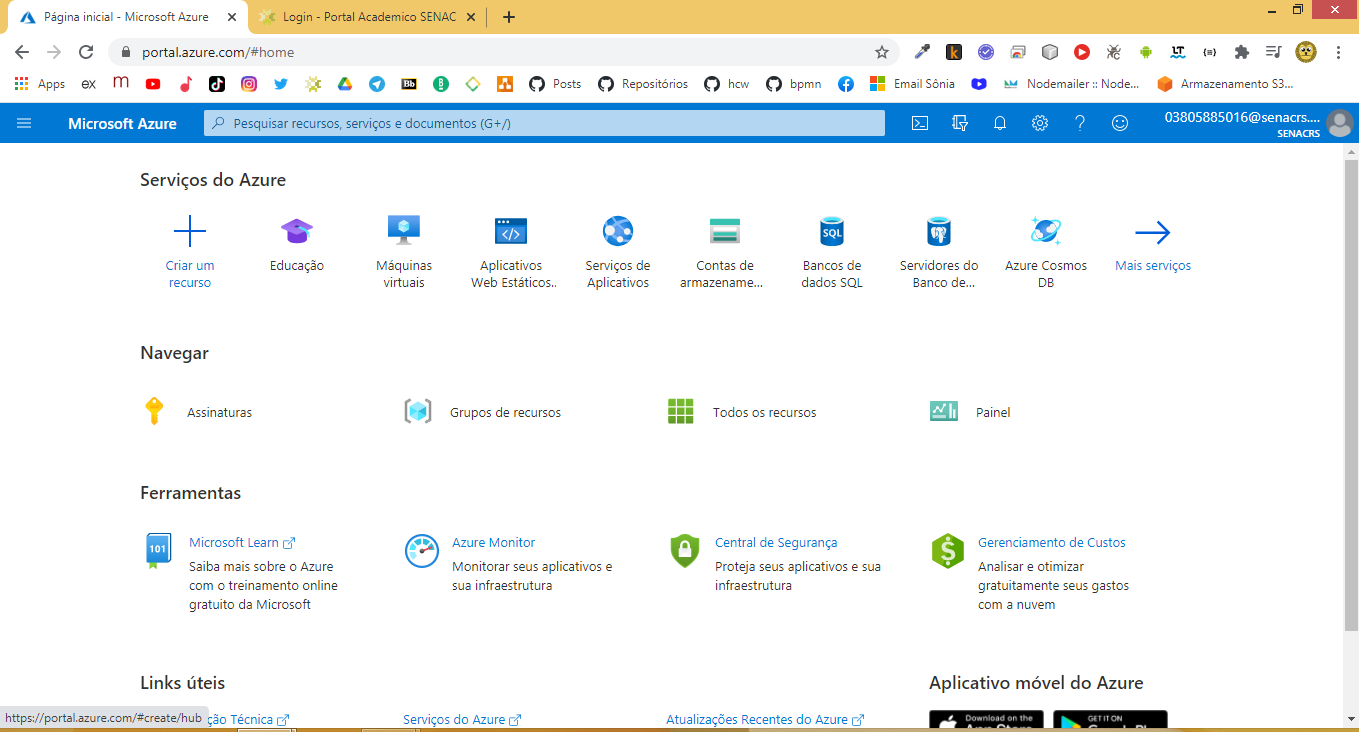 Página inicial - Microsoft Azure
Login - Portal Academico SENAC
portal.azure.com/#home
Apps
ex
m
Bb
Posts
Repositórios
hcw
bpmn
Email Sônia
Nodemailer :: Node...
Armazenamento S3...
Microsoft Azure
Pesquisar recursos, serviços e documentos (G+/)
03805885016@senacrs....
SENACRS
Serviços do Azure
Criar um
recurso
Educação
Máquinas
virtuais
Aplicativos
Web Estáticos..
Serviços de
Aplicativos
Contas de
armazename...
SQL
Bancos de
dados SQL
Servidores do
Banco de...
Azure Cosmos
DB
Mais serviços
Navegar
Assinaturas
Grupos de recursos
Todos os recursos
Painel
Ferramentas
101
Microsoft Learn
Saiba mais sobre o Azure
com o treinamento online
gratuito da Microsoft
Azure Monitor
Monitorar seus aplicativos e
sua infraestrutura
Central de Segurança
Proteja seus aplicativos e sua
infraestrutura
Gerenciamento de Custos
Analisar e otimizar
gratuitamente seus gastos
com a nuvem
Links úteis
Aplicativo móvel do Azure
https://portal.azure.com/#create/hub
ção Técnica
Serviços do Azure
Atualizações Recentes do Azure
Download on the
App Store
GET IT ON
Google Play